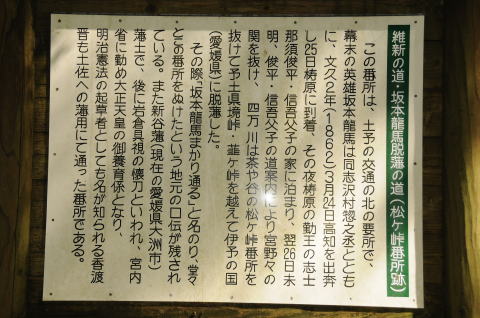 維新の道・坂本龍馬脱藩の道(松ヶ峠番所跡)
この番所は、土予の交通の北の要所で、
幕末の英雄坂本龍馬は同志沢村惣之丞ととも
に、文久2年(1862)3月24日高知を出奔
し25日梼原に到着、その夜梼原の勤王の志士
那須俊平・信吾父子の家に泊まり、翌26日未
明、俊平・信吾父子の道案内により宮野々の
関を抜け、四万川は茶や谷の松ヶ峠番所を
抜けて予土県境峠・韮ヶ峠を越えて伊予の国
(愛媛県)に脱藩した。
その際、坂本龍馬まかり通ると名のり、堂々
とこの番所をぬけたという地元の口伝が残され
ている。また新谷藩(現在の愛媛県大洲市)
藩士で、後に岩倉具視の懐刀といわれ、宮内
省に勤め大正天皇の御養育係となり、
明治憲法の起草者としても名が知られる香渡
晋も土佐への藩用にて通った番所である。